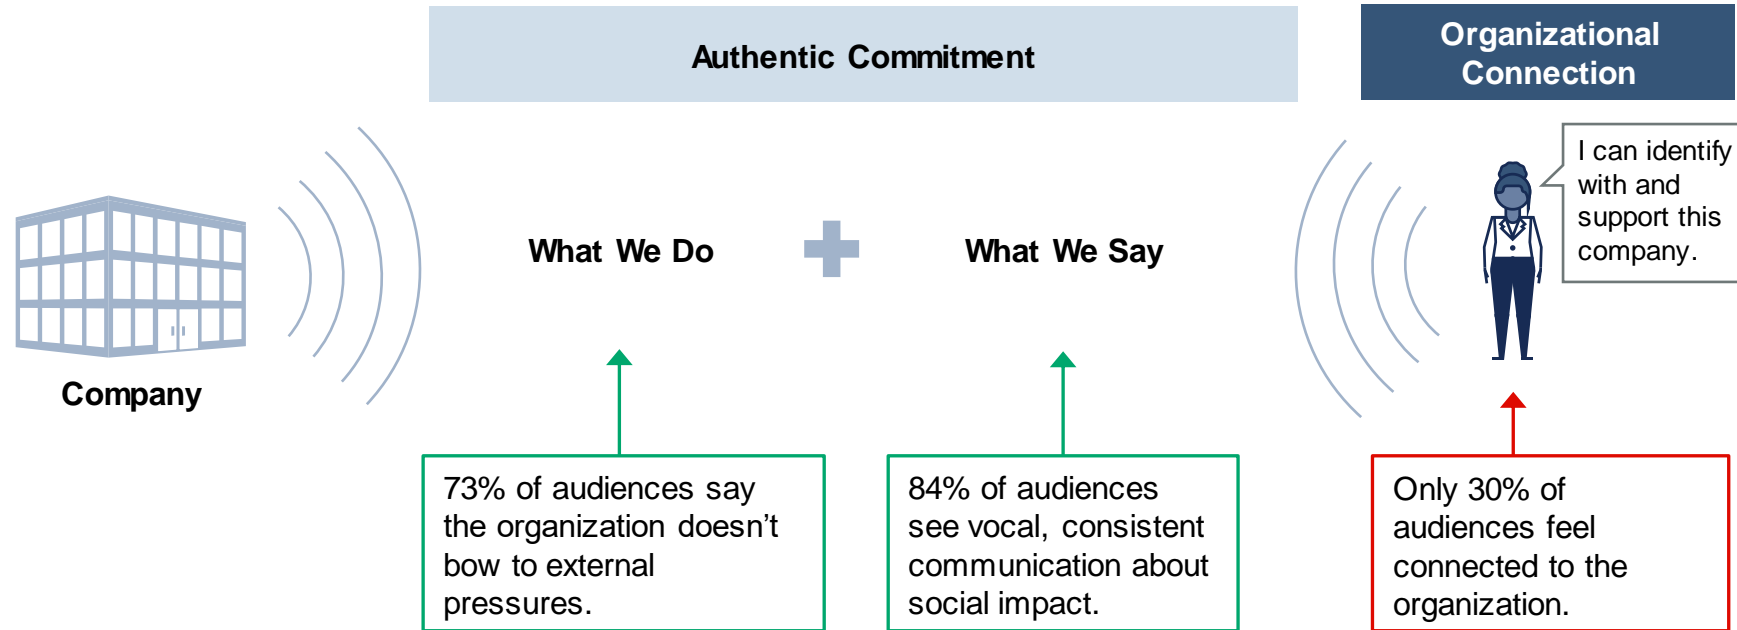 Authentic Commitment
Organizational
Connection
I can identify
with and
support this
company.
What We Do
What We Say
Company
73% of audiences say
the organization doesn’t
bow to external
pressures.
84% of audiences
see vocal, consistent
communication about
social impact.
Only 30% of
audiences feel
connected to the
organization.